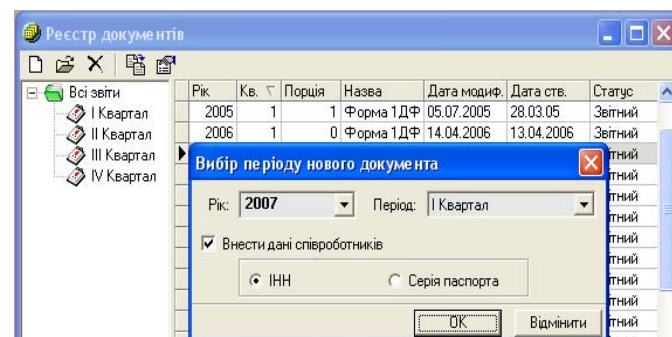 Реєстр документів
Всі звіти
I Квартал
II Квартал
III Квартал
IV Квартал
Рік Кв. Порція Назва Дата модиф. Дата ств. Статус
2005 1 1 Форма 1ДФ 05.07.2005 28.03.05 Звітний
2006 1 0 Форма 1ДФ 14.04.2006 13.04.2006 Звітний
Вибір періоду нового документа
Рік: 2007 Період: I Квартал
Внести дані співробітників
ІНН Серія паспорта
OK Відмінити